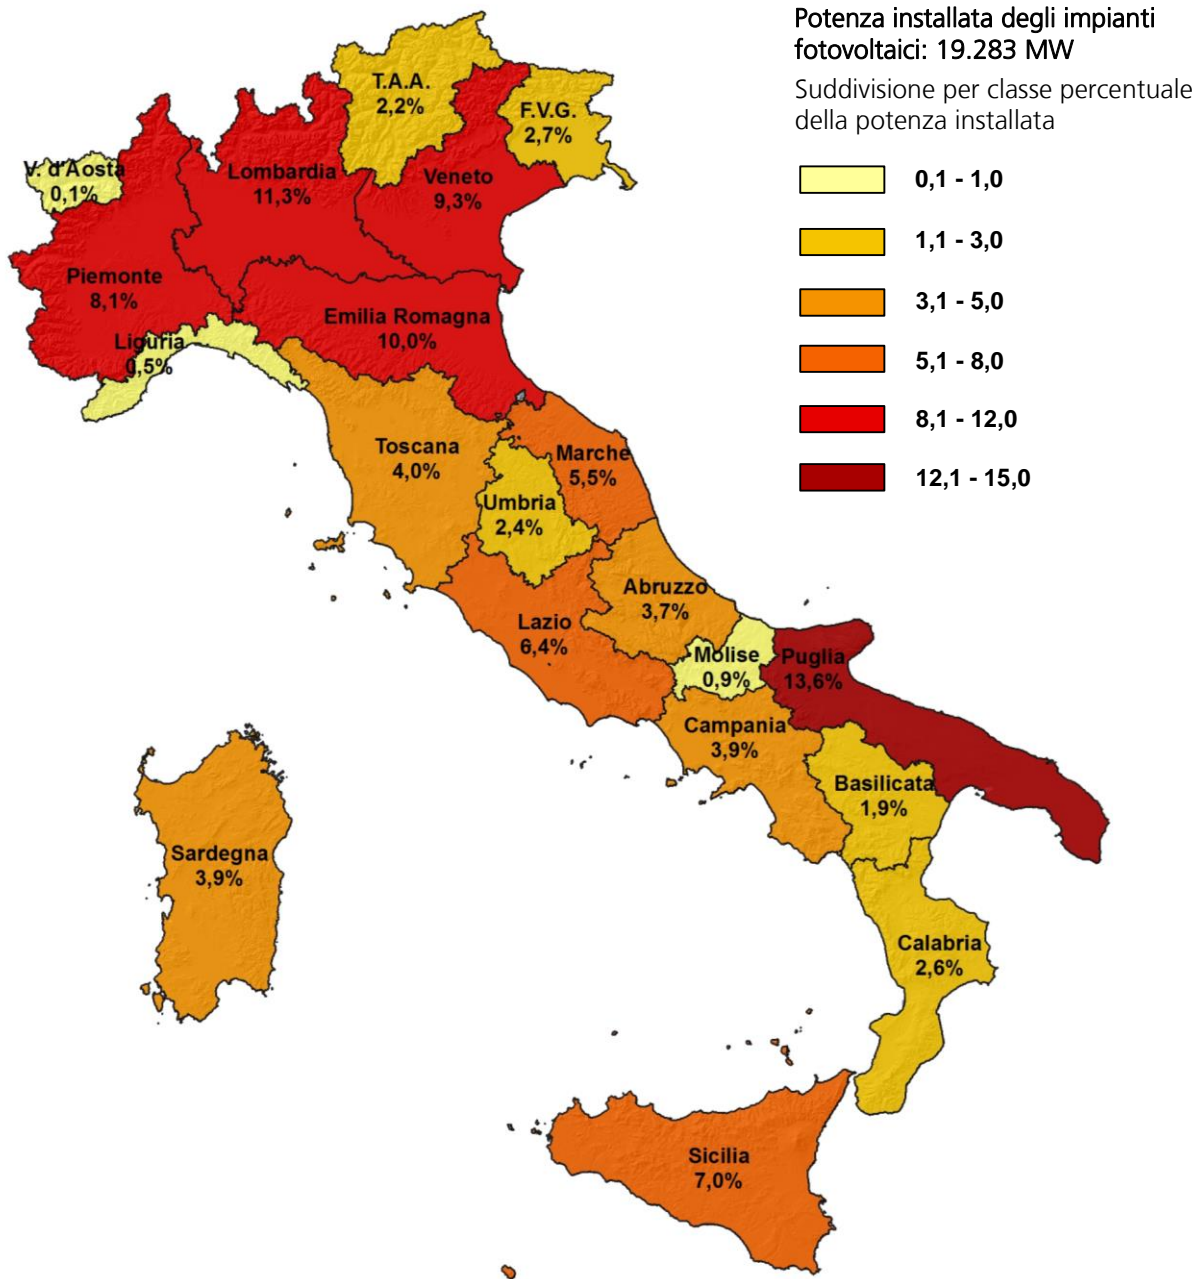 Potenza installata degli impianti
fotovoltaici: 19.283 MW
Suddivisione per classe percentuale
della potenza installata
0,1 - 1,0
1,1 - 3,0
3,1 - 5,0
5,1 - 8,0
8,1 - 12,0
12,1 - 15,0
T.A.A.
2,2%
F.V.G.
2,7%
V. d'Aosta
0,1%
Lombardia
11,3%
Veneto
9,3%
Piemonte
8,1%
Emilia Romagna
10,0%
Liguria
0,5%
Toscana
4,0%
Marche
5,5%
Umbria
2,4%
Abruzzo
3,7%
Lazio
6,4%
Molise
0,9%
Puglia
13,6%
Campania
3,9%
Basilicata
1,9%
Sardegna
3,9%
Calabria
2,6%
Sicilia
7,0%